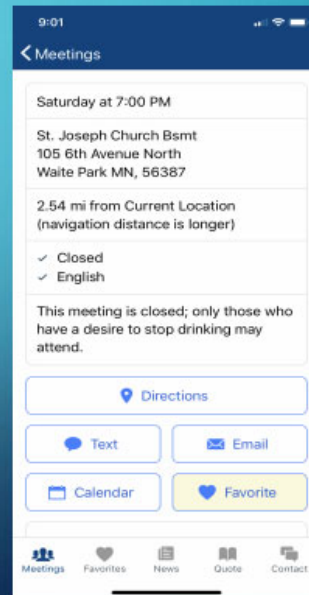 9:01
Meetings
Saturday at 7:00 PM
St. Joseph Church Bsmt
105 6th Avenue North
Waite Park MN, 56387
2.54 mi from Current Location
(navigation distance is longer)
✓ Closed
✓ English
This meeting is closed; only those who
have a desire to stop drinking may
attend.
Directions
Text Email
Calendar Favorite
Meetings Favorites News Quote Contact